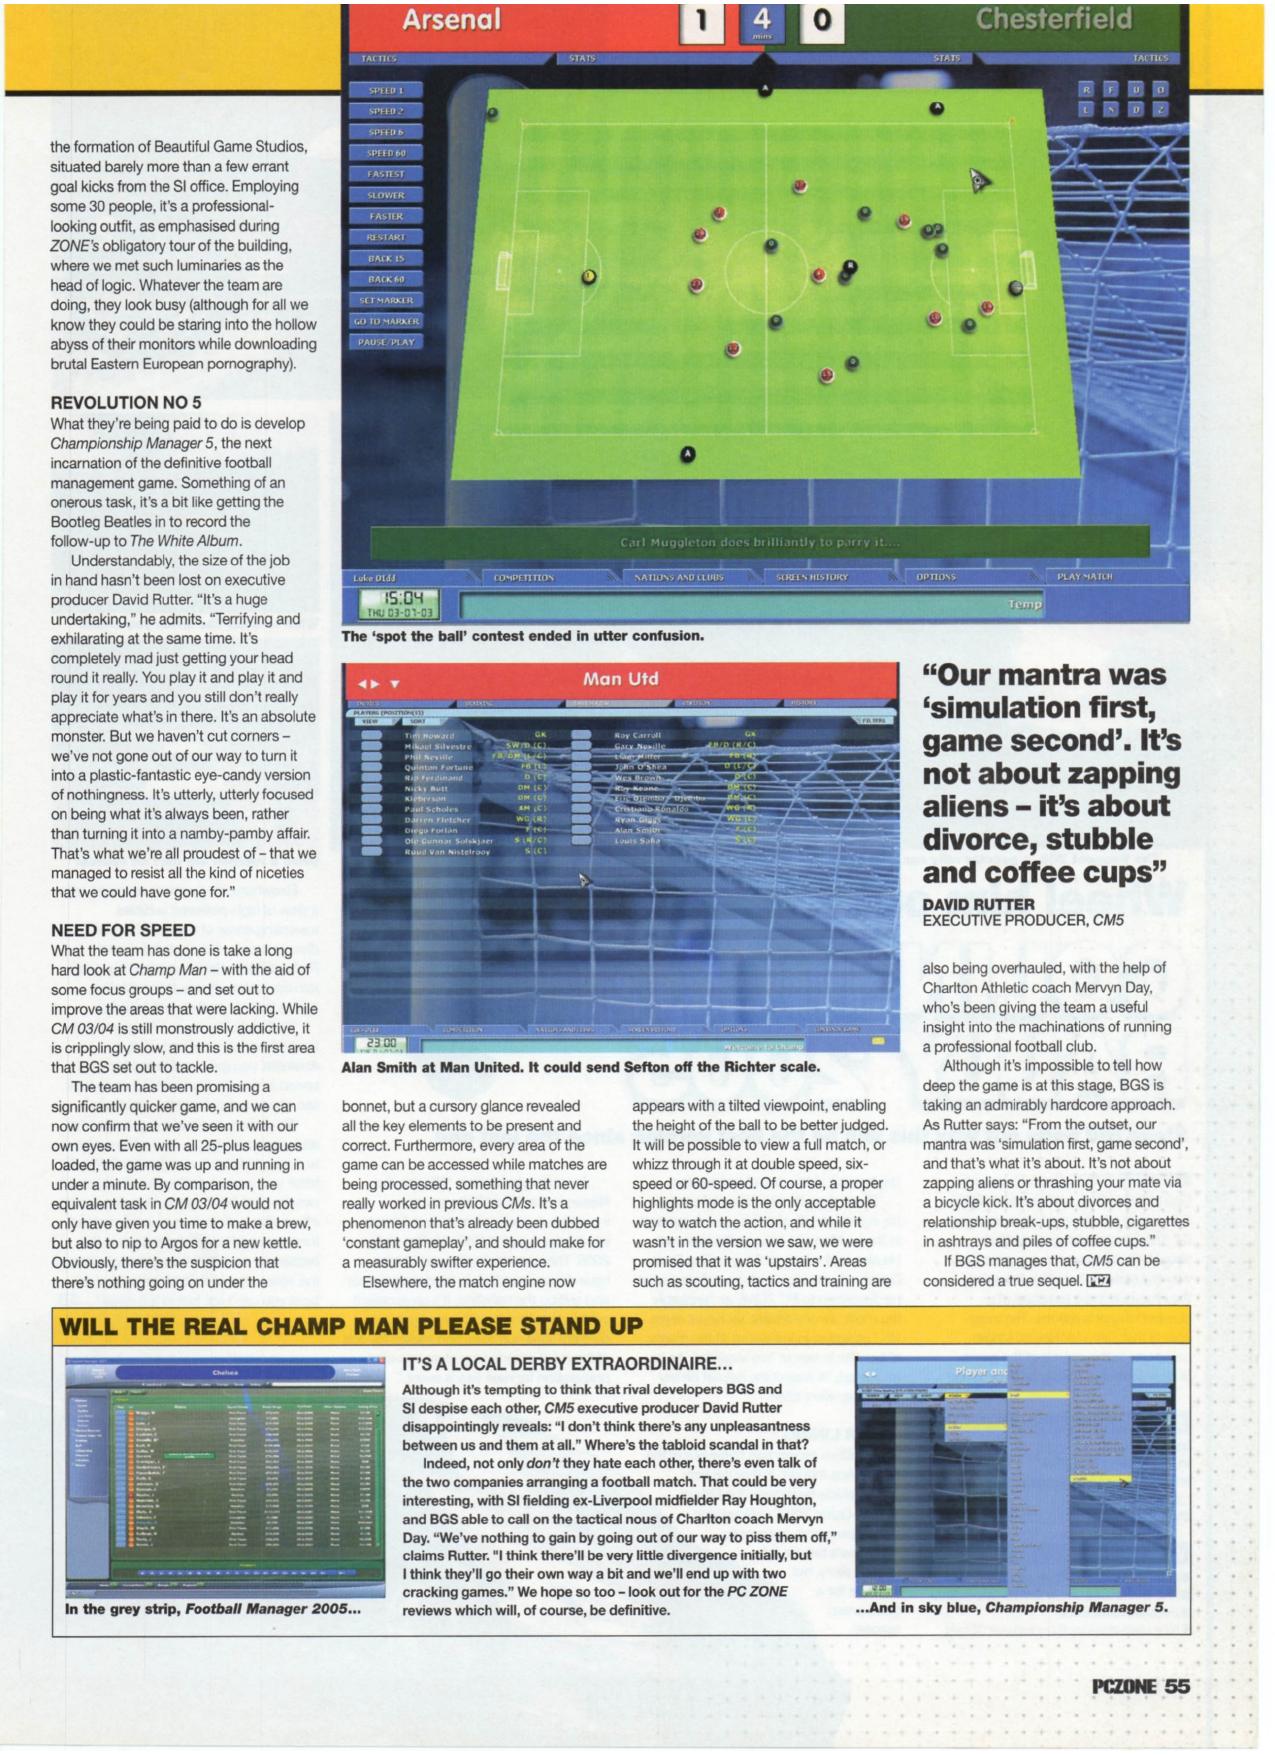 Arsenal
1
4
mins
0
Chesterfield
TACTICS
STATS
STATS
TACTICS
SPEED 1
SPEED 2
SPEED 6
SPEED 60
FASTEST
SLOWER
FASTER
RESTART
BACK 15
BACK 60
SET MARKER
GO TO MARKER
PAUSE/PLAY
Carl Muggleton does brilliantly to parry it....
Luke D1dd
COMPETITION
NATIONS AND CLUBS
SCREEN HISTORY
OPTIONS
PLAY MATCH
15:04
THU 03-07-03
Temp
The ‘spot the ball’ contest ended in utter confusion.
the formation of Beautiful Game Studios,
situated barely more than a few errant
goal kicks from the SI office. Employing
some 30 people, it’s a professional-
looking outfit, as emphasised during
ZONE’s obligatory tour of the building,
where we met such luminaries as the
head of logic. Whatever the team are
doing, they look busy (although for all we
know they could be staring into the hollow
abyss of their monitors while downloading
brutal Eastern European pornography).
REVOLUTION NO 5
What they’re being paid to do is develop
Championship Manager 5, the next
incarnation of the definitive football
management game. Something of an
onerous task, it’s a bit like getting the
Bootleg Beatles in to record the
follow-up to The White Album.
Understandably, the size of the job
in hand hasn’t been lost on executive
producer David Rutter. “It’s a huge
undertaking,” he admits. “Terrifying and
exhilarating at the same time. It’s
completely mad just getting your head
round it really. You play it and play it and
play it for years and you still don’t really
appreciate what’s in there. It’s an absolute
monster. But we haven’t cut corners –
we’ve not gone out of our way to turn it
into a plastic-fantastic eye-candy version
of nothingness. It’s utterly, utterly focused
on being what it’s always been, rather
than turning it into a namby-pamby affair.
That’s what we’re all proudest of – that we
managed to resist all the kind of niceties
that we could have gone for.”
NEED FOR SPEED
What the team has done is take a long
hard look at Champ Man – with the aid of
some focus groups – and set out to
improve the areas that were lacking. While
CM 03/04 is still monstrously addictive, it
is cripplingly slow, and this is the first area
that BGS set out to tackle.
The team has been promising a
significantly quicker game, and we can
now confirm that we’ve seen it with our
own eyes. Even with all 25-plus leagues
loaded, the game was up and running in
under a minute. By comparison, the
equivalent task in CM 03/04 would not
only have given you time to make a brew,
but also to nip to Argos for a new kettle.
Obviously, there’s the suspicion that
there’s nothing going on under the
Man Utd
PLAYERS [POSITION(S)]
VIEW
SORT
FILTERS
Tim Howard GK
Mikael Silvestre SW/D (C)
Phil Neville
Quinton Fortune
Rio Ferdinand D (C)
Nicky Butt DM (C)
Kleberson DM (C)
Paul Scholes AM (C)
Darren Fletcher WG (R)
Diego Forlan F (C)
Ole Gunnar Solskjaer S (R/C)
Ruud Van Nistelrooy S (C)
Roy Carroll GK
Gary Neville
Liam Miller
John O'Shea
Wes Brown D (C)
Roy Keane DM (C)
Eric Djemba - Djemba
Cristiano Ronaldo
Ryan Giggs
Alan Smith F (C)
Louis Saha S (C)
23:00
Welcome to Champ
Alan Smith at Man United. It could send Sefton off the Richter scale.
bonnet, but a cursory glance revealed
all the key elements to be present and
correct. Furthermore, every area of the
game can be accessed while matches are
being processed, something that never
really worked in previous CMs. It’s a
phenomenon that’s already been dubbed
‘constant gameplay’, and should make for
a measurably swifter experience.
Elsewhere, the match engine now
appears with a tilted viewpoint, enabling
the height of the ball to be better judged.
It will be possible to view a full match, or
whizz through it at double speed, six-
speed or 60-speed. Of course, a proper
highlights mode is the only acceptable
way to watch the action, and while it
wasn’t in the version we saw, we were
promised that it was ‘upstairs’. Areas
such as scouting, tactics and training are
“Our mantra was
‘simulation first,
game second’. It’s
not about zapping
aliens – it’s about
divorce, stubble
and coffee cups”
DAVID RUTTER
EXECUTIVE PRODUCER, CM5
also being overhauled, with the help of
Charlton Athletic coach Mervyn Day,
who’s been giving the team a useful
insight into the machinations of running
a professional football club.
Although it’s impossible to tell how
deep the game is at this stage, BGS is
taking an admirably hardcore approach.
As Rutter says: “From the outset, our
mantra was ‘simulation first, game second’,
and that’s what it’s about. It’s not about
zapping aliens or thrashing your mate via
a bicycle kick. It’s about divorces and
relationship break-ups, stubble, cigarettes
in ashtrays and piles of coffee cups.”
If BGS manages that, CM5 can be
considered a true sequel. PCZ
WILL THE REAL CHAMP MAN PLEASE STAND UP
Chelsea
In the grey strip, Football Manager 2005...
IT’S A LOCAL DERBY EXTRAORDINAIRE...
Although it’s tempting to think that rival developers BGS and
SI despise each other, CM5 executive producer David Rutter
disappointingly reveals: “I don’t think there’s any unpleasantness
between us and them at all.” Where’s the tabloid scandal in that?
Indeed, not only don’t they hate each other, there’s even talk of
the two companies arranging a football match. That could be very
interesting, with SI fielding ex-Liverpool midfielder Ray Houghton,
and BGS able to call on the tactical nous of Charlton coach Mervyn
Day. “We’ve nothing to gain by going out of our way to piss them off,”
claims Rutter. "I think there’ll be very little divergence initially, but
I think they’ll go their own way a bit and we’ll end up with two
cracking games.” We hope so too – look out for the PC ZONE
reviews which will, of course, be definitive.
Player and
...And in sky blue, Championship Manager 5.
PCZONE 55